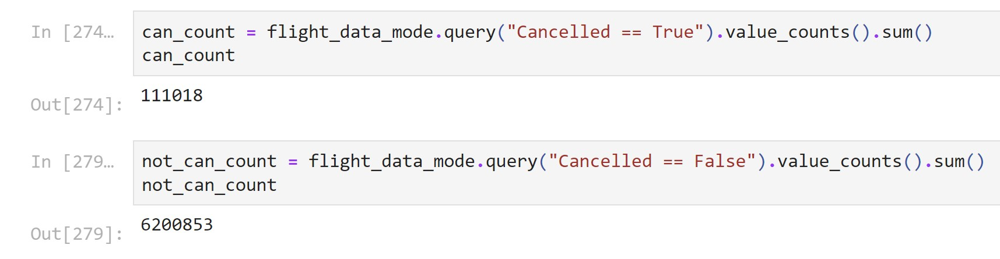 In [274… can_count = flight_data_mode.query("Cancelled == True").value_counts().sum()
can_count
Out[274]: 111018
In [279… not_can_count = flight_data_mode.query("Cancelled == False").value_counts().sum()
not_can_count
Out[279]: 6200853